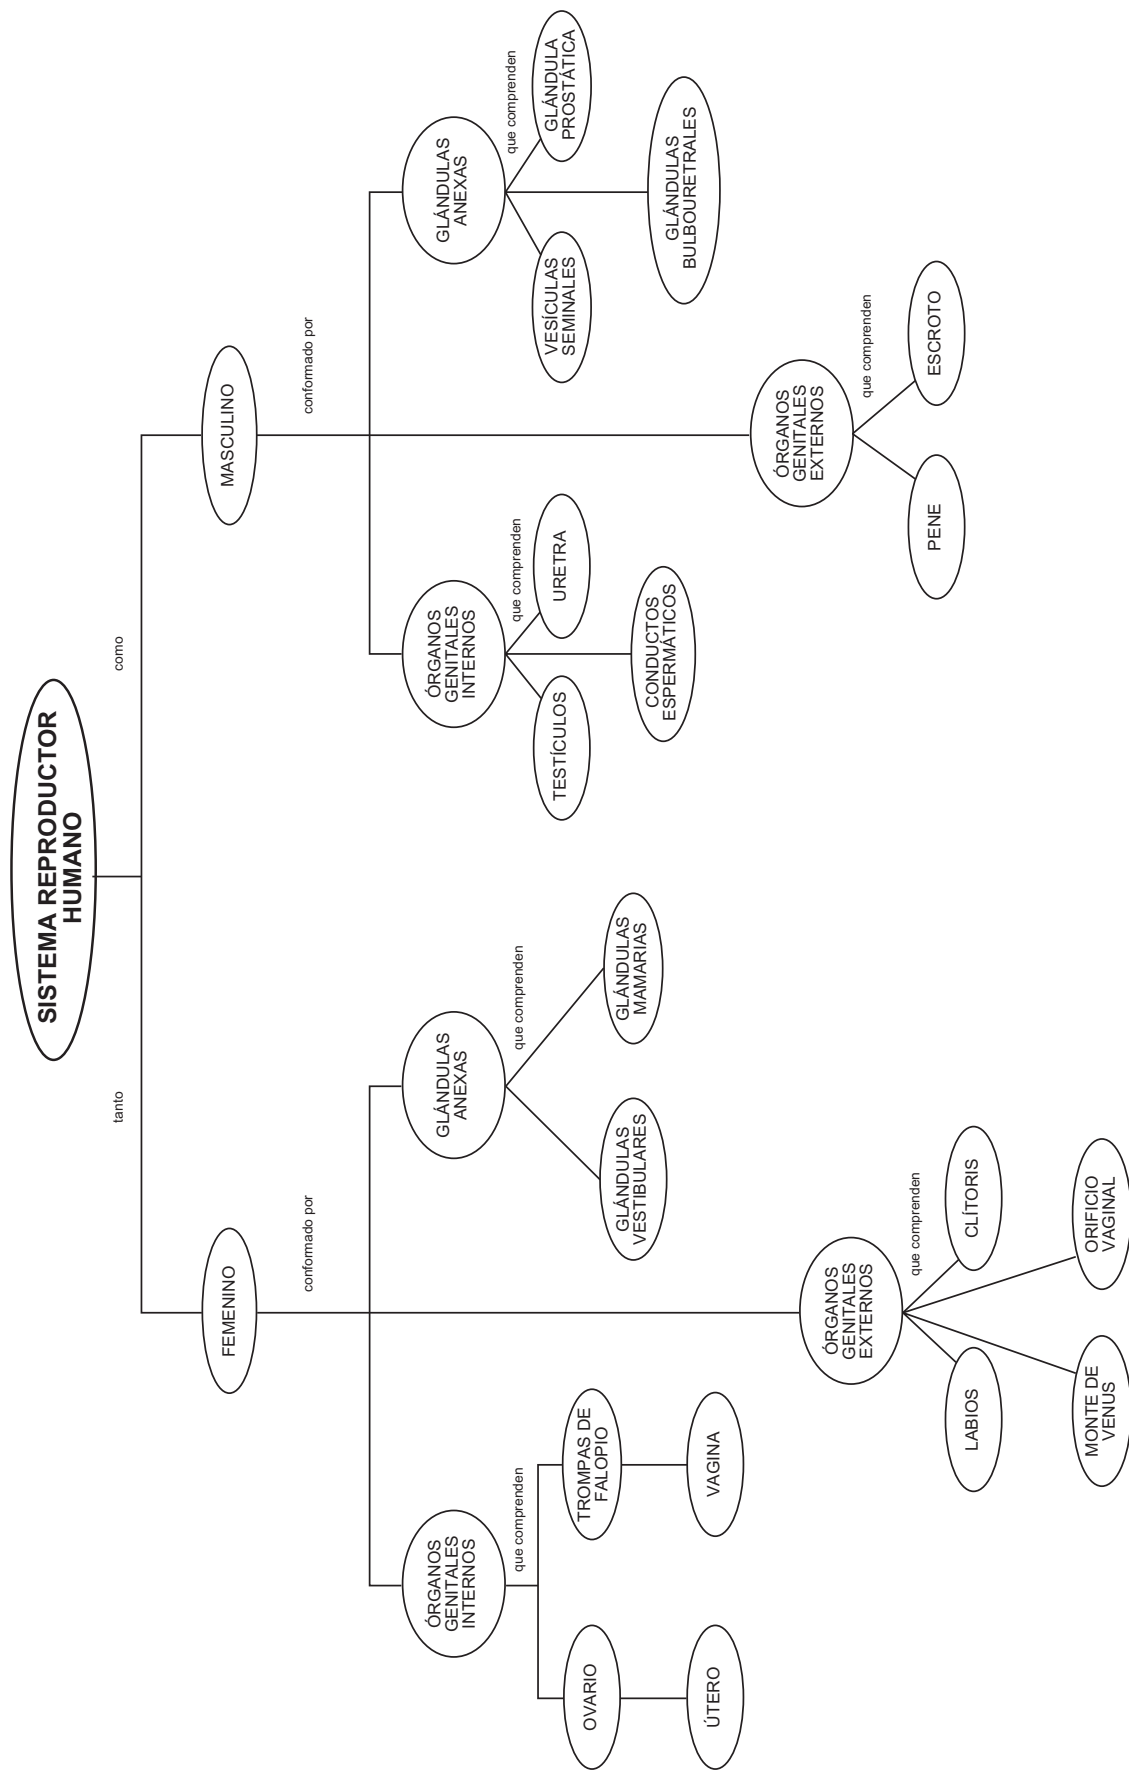 SISTEMA REPRODUCTOR
HUMANO
tanto
como
FEMENINO
MASCULINO
conformado por
conformado por
ÓRGANOS
GENITALES
INTERNOS
GLÁNDULAS
ANEXAS
ÓRGANOS
GENITALES
INTERNOS
GLÁNDULAS
ANEXAS
que comprenden
que comprenden
que comprenden
que comprenden
OVARIO
TROMPAS DE
FALOPIO
GLÁNDULAS
VESTIBULARES
GLÁNDULAS
MAMARIAS
TESTÍCULOS
URETRA
VESÍCULAS
SEMINALES
GLÁNDULA
PROSTÁTICA
CONDUCTOS
ESPERMÁTICOS
GLÁNDULAS
BULBOURETRALES
ÚTERO
VAGINA
ÓRGANOS
GENITALES
EXTERNOS
ÓRGANOS
GENITALES
EXTERNOS
que comprenden
que comprenden
LABIOS
CLÍTORIS
PENE
ESCROTO
MONTE DE
VENUS
ORIFICIO
VAGINAL